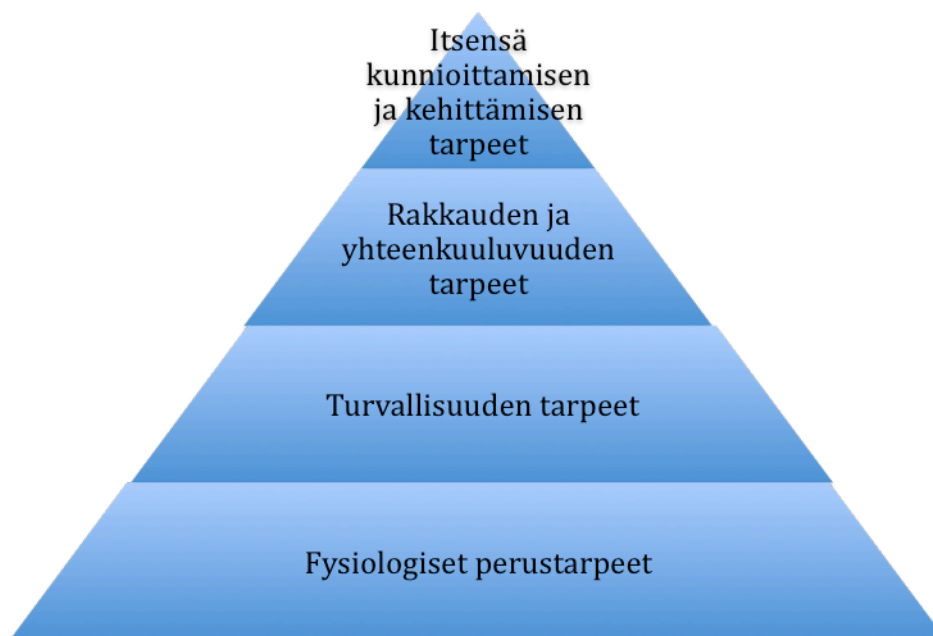 Itsensä
kunnioittamisen
ja kehittämisen
tarpeet
Rakkauden ja
yhteenkuuluvuuden
tarpeet
Turvallisuuden tarpeet
Fysiologiset perustarpeet